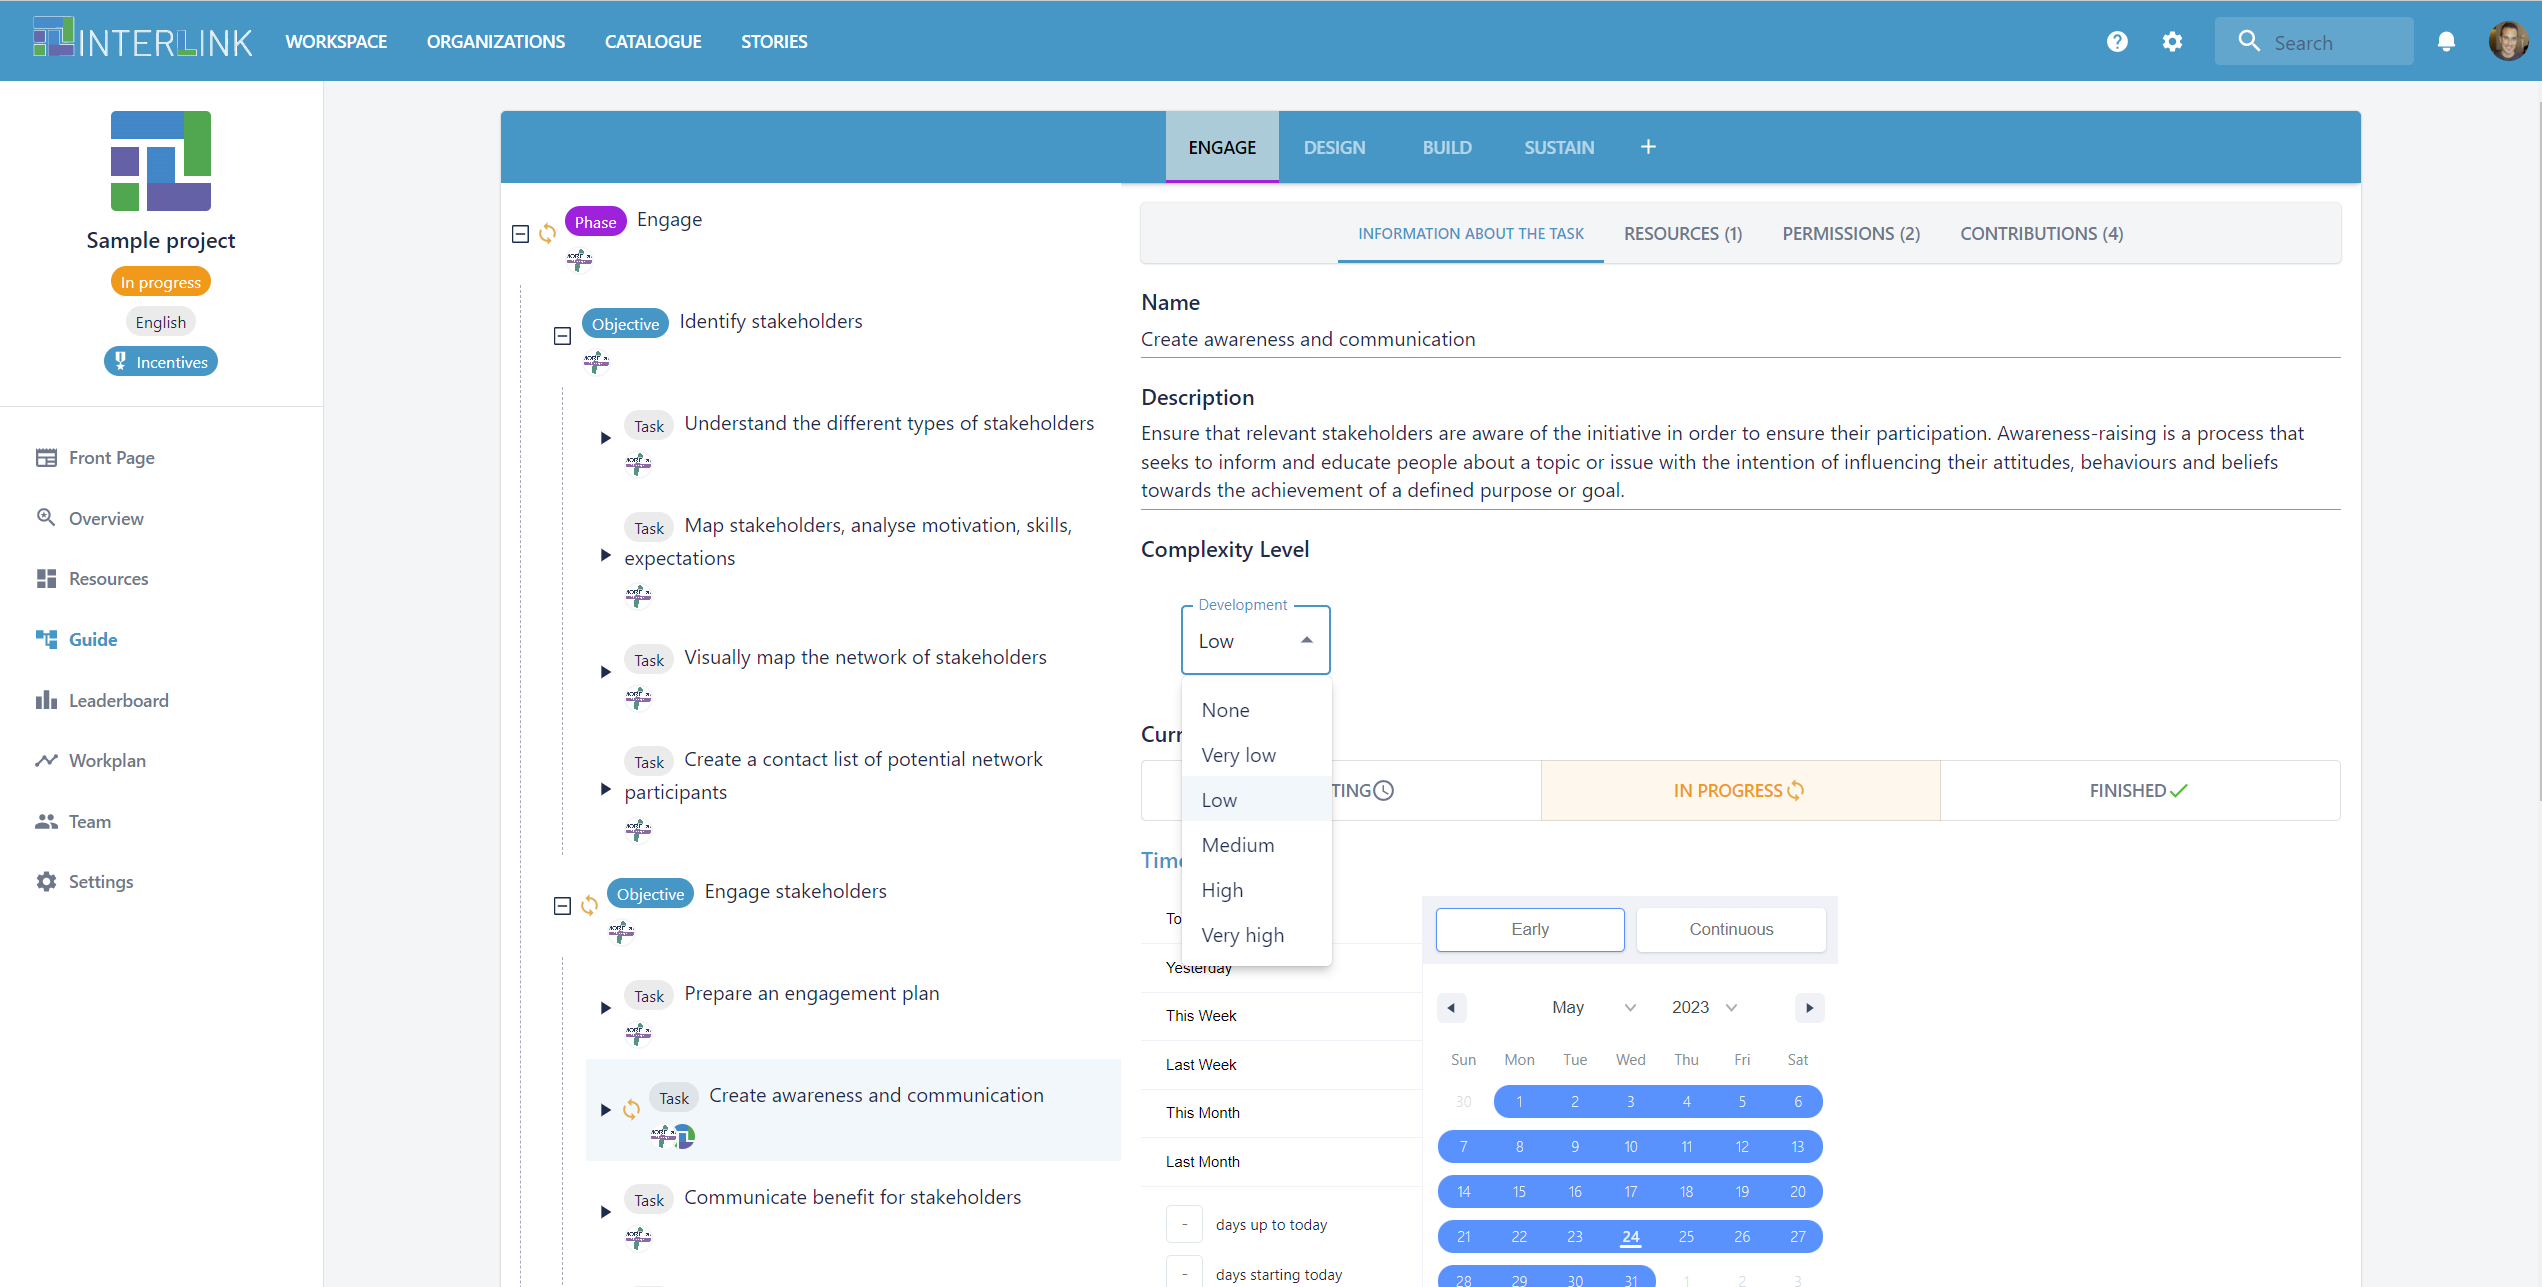 INTERLINK
WORKSPACE
ORGANIZATIONS
CATALOGUE
STORIES
Search
Sample project
In progress
English
Incentives
Front Page
Overview
Resources
Guide
Leaderboard
Workplan
Team
Settings
ENGAGE
DESIGN
BUILD
SUSTAIN
+
Phase Engage
Objective Identify stakeholders
Task Understand the different types of stakeholders
Task Map stakeholders, analyse motivation, skills,
expectations
Task Visually map the network of stakeholders
Task Create a contact list of potential network
participants
Objective Engage stakeholders
Task Prepare an engagement plan
Task Create awareness and communication
Task Communicate benefit for stakeholders
INFORMATION ABOUT THE TASK
RESOURCES (1)
PERMISSIONS (2)
CONTRIBUTIONS (4)
Name
Create awareness and communication
Description
Ensure that relevant stakeholders are aware of the initiative in order to ensure their participation. Awareness-raising is a process that
seeks to inform and educate people about a topic or issue with the intention of influencing their attitudes, behaviours and beliefs
towards the achievement of a defined purpose or goal.
Complexity Level
Development
Low
None
Very low
Low
Medium
High
Very high
Curr
TING
IN PROGRESS
FINISHED
Time
To
Yesterday
This Week
Last Week
This Month
Last Month
- days up to today
- days starting today
Early
Continuous
May 2023
Sun Mon Tue Wed Thu Fri Sat
30 1 2 3 4 5 6
7 8 9 10 11 12 13
14 15 16 17 18 19 20
21 22 23 24 25 26 27
28 29 30 31 1 2 3